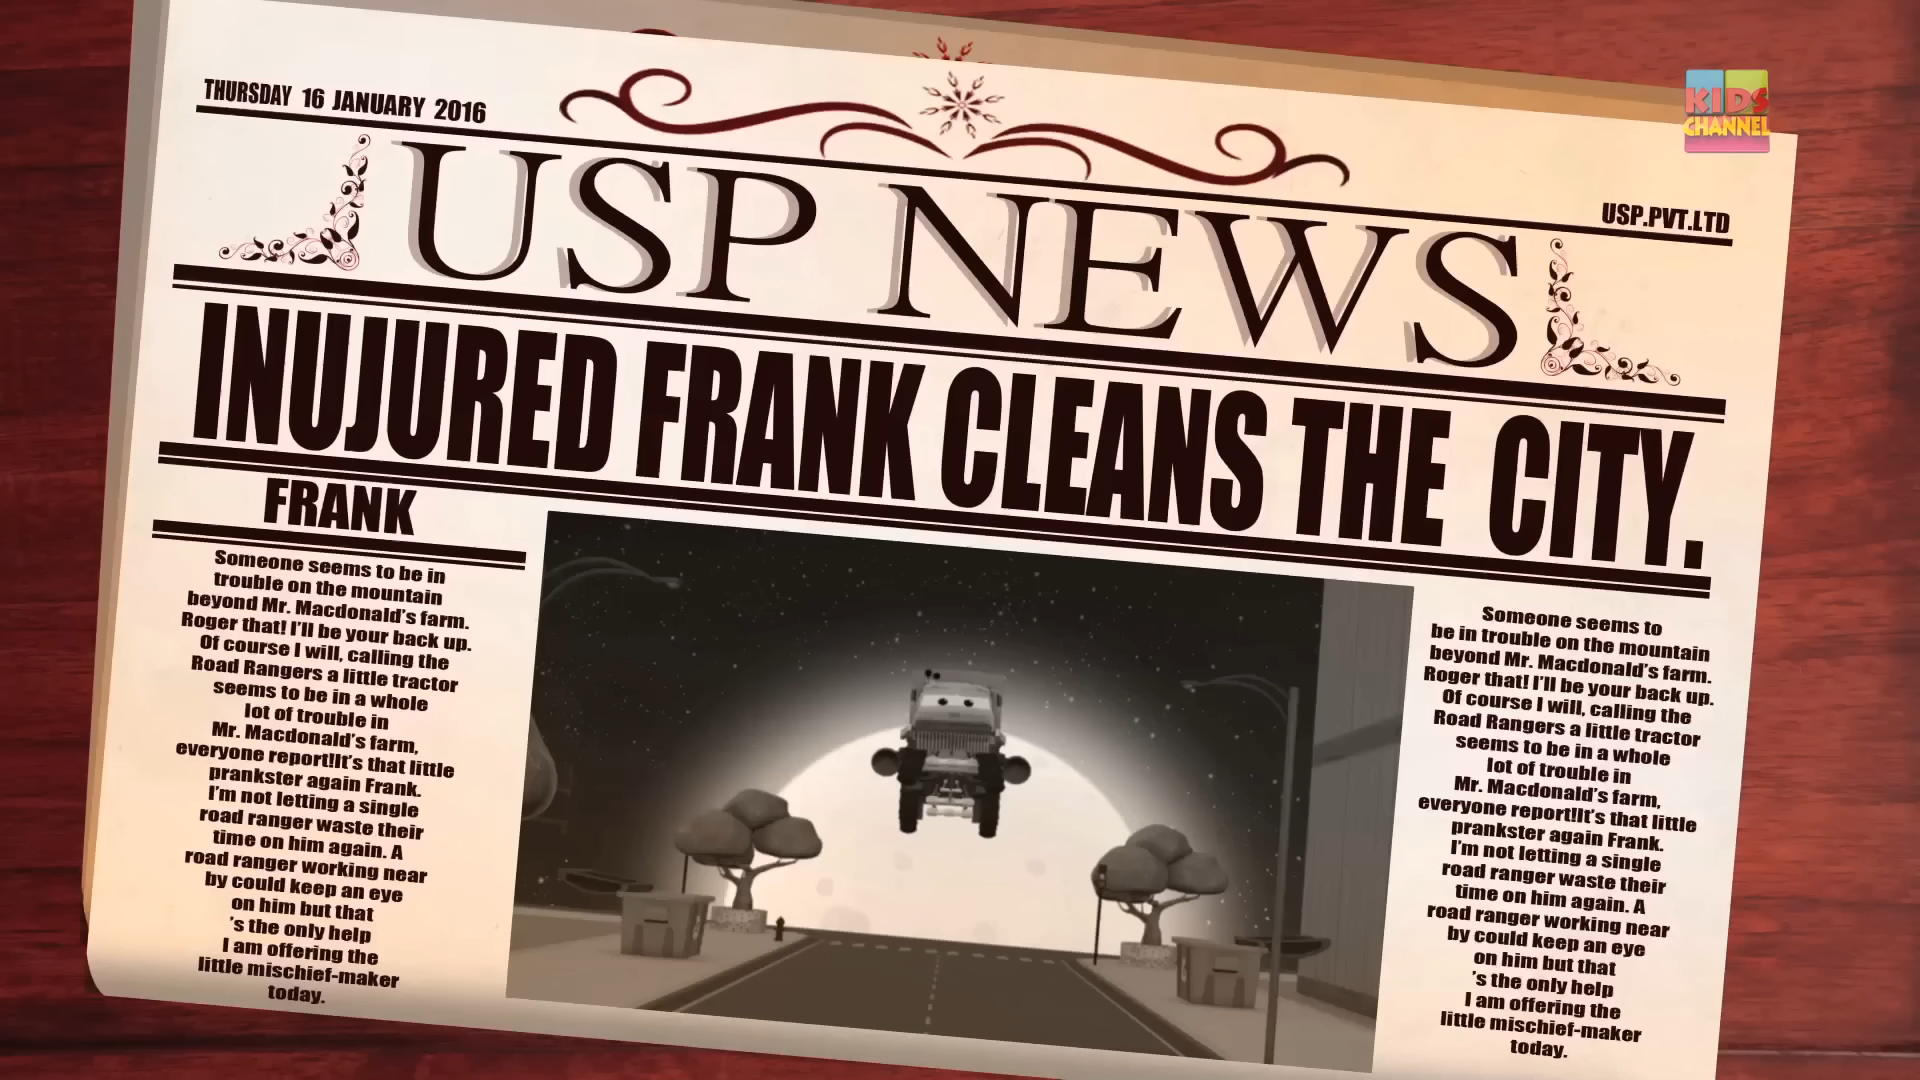 THURSDAY 16 JANUARY 2016
KIDS
CHANNEL
USP.PVT.LTD
USP NEWS
INUJURED FRANK CLEANS THE CITY.
FRANK
Someone seems to be in
trouble on the mountain
beyond Mr. Macdonald's farm.
Roger that! I'll be your back up.
Of course I will, calling the
Road Rangers a little tractor
seems to be in a whole
lot of trouble in
Mr. Macdonald's farm,
everyone report!It's that little
prankster again Frank.
I'm not letting a single
road ranger waste their
time on him again. A
road ranger working near
by could keep an eye
on him but that
's the only help
I am offering the
little mischief-maker
today.
Someone seems to
be in trouble on the mountain
beyond Mr. Macdonald's farm.
Roger that! I'll be your back up.
Of course I will, calling the
Road Rangers a little tractor
seems to be in a whole
lot of trouble in
Mr. Macdonald's farm,
everyone report!It's that little
prankster again Frank.
I'm not letting a single
road ranger waste their
time on him again. A
road ranger working near
by could keep an eye
on him but that
's the only help
I am offering the
little mischief-maker
today.